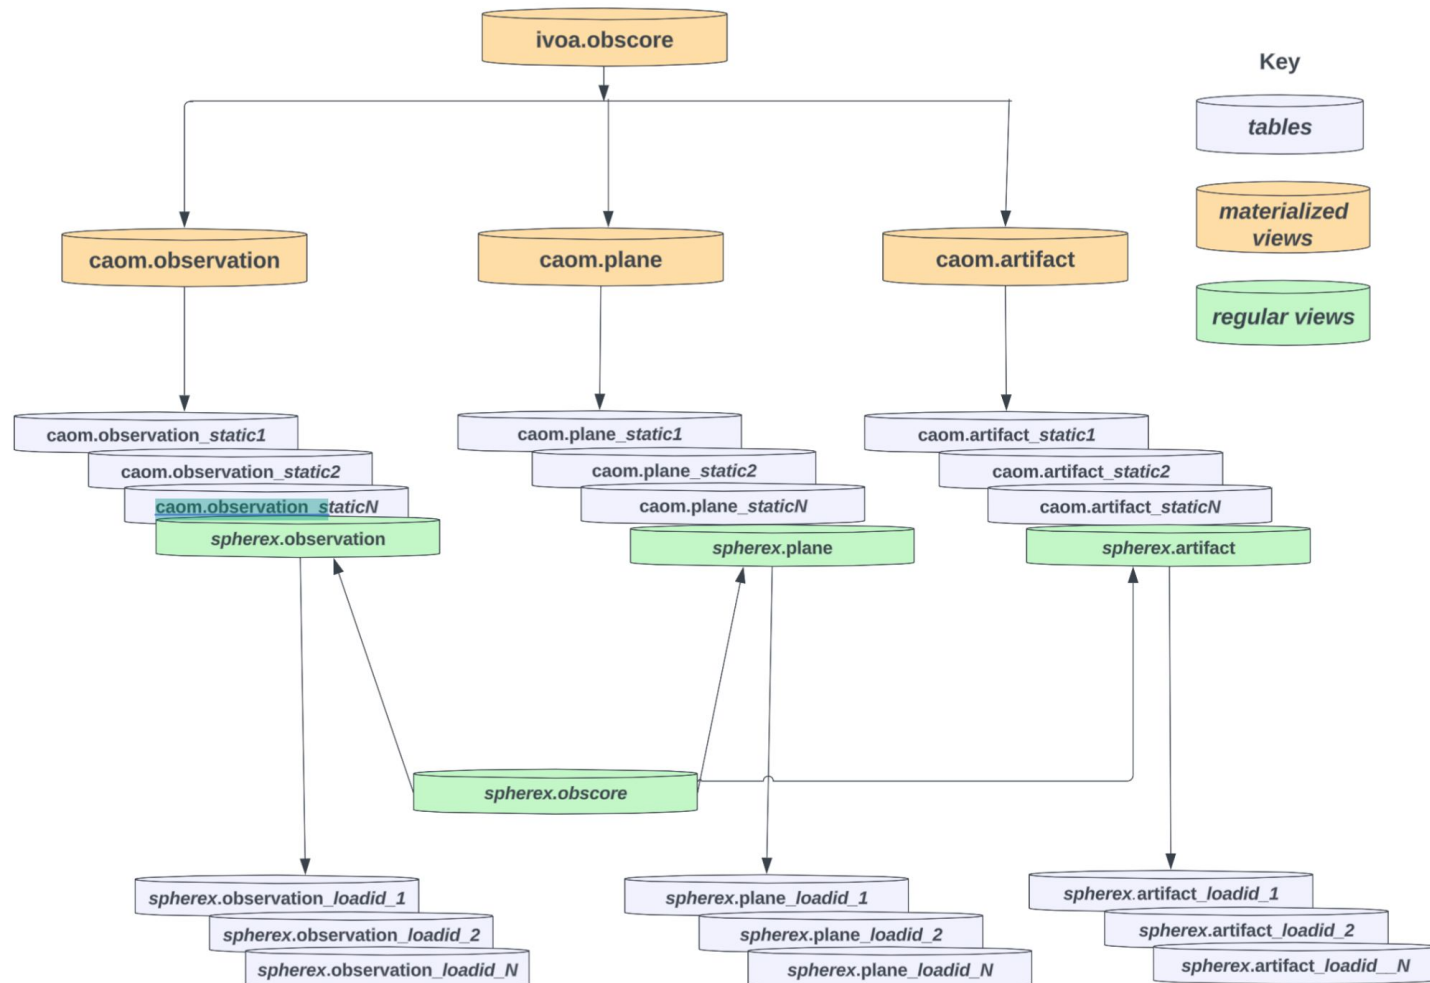 ivoa.obscore
Key
tables
materialized
views
regular views
caom.observation
caom.plane
caom.artifact
caom.observation_static1
caom.observation_static2
caom.observation_staticN
spherex.observation
caom.plane_static1
caom.plane_static2
caom.plane_staticN
spherex.plane
caom.artifact_static1
caom.artifact_static2
caom.artifact_staticN
spherex.artifact
spherex.obscore
spherex.observation_loadid_1
spherex.observation_loadid_2
spherex.observation_loadid_N
spherex.plane_loadid_1
spherex.plane_loadid_2
spherex.plane_loadid_N
spherex.artifact_loadid_1
spherex.artifact_loadid_2
spherex.artifact_loadid__N